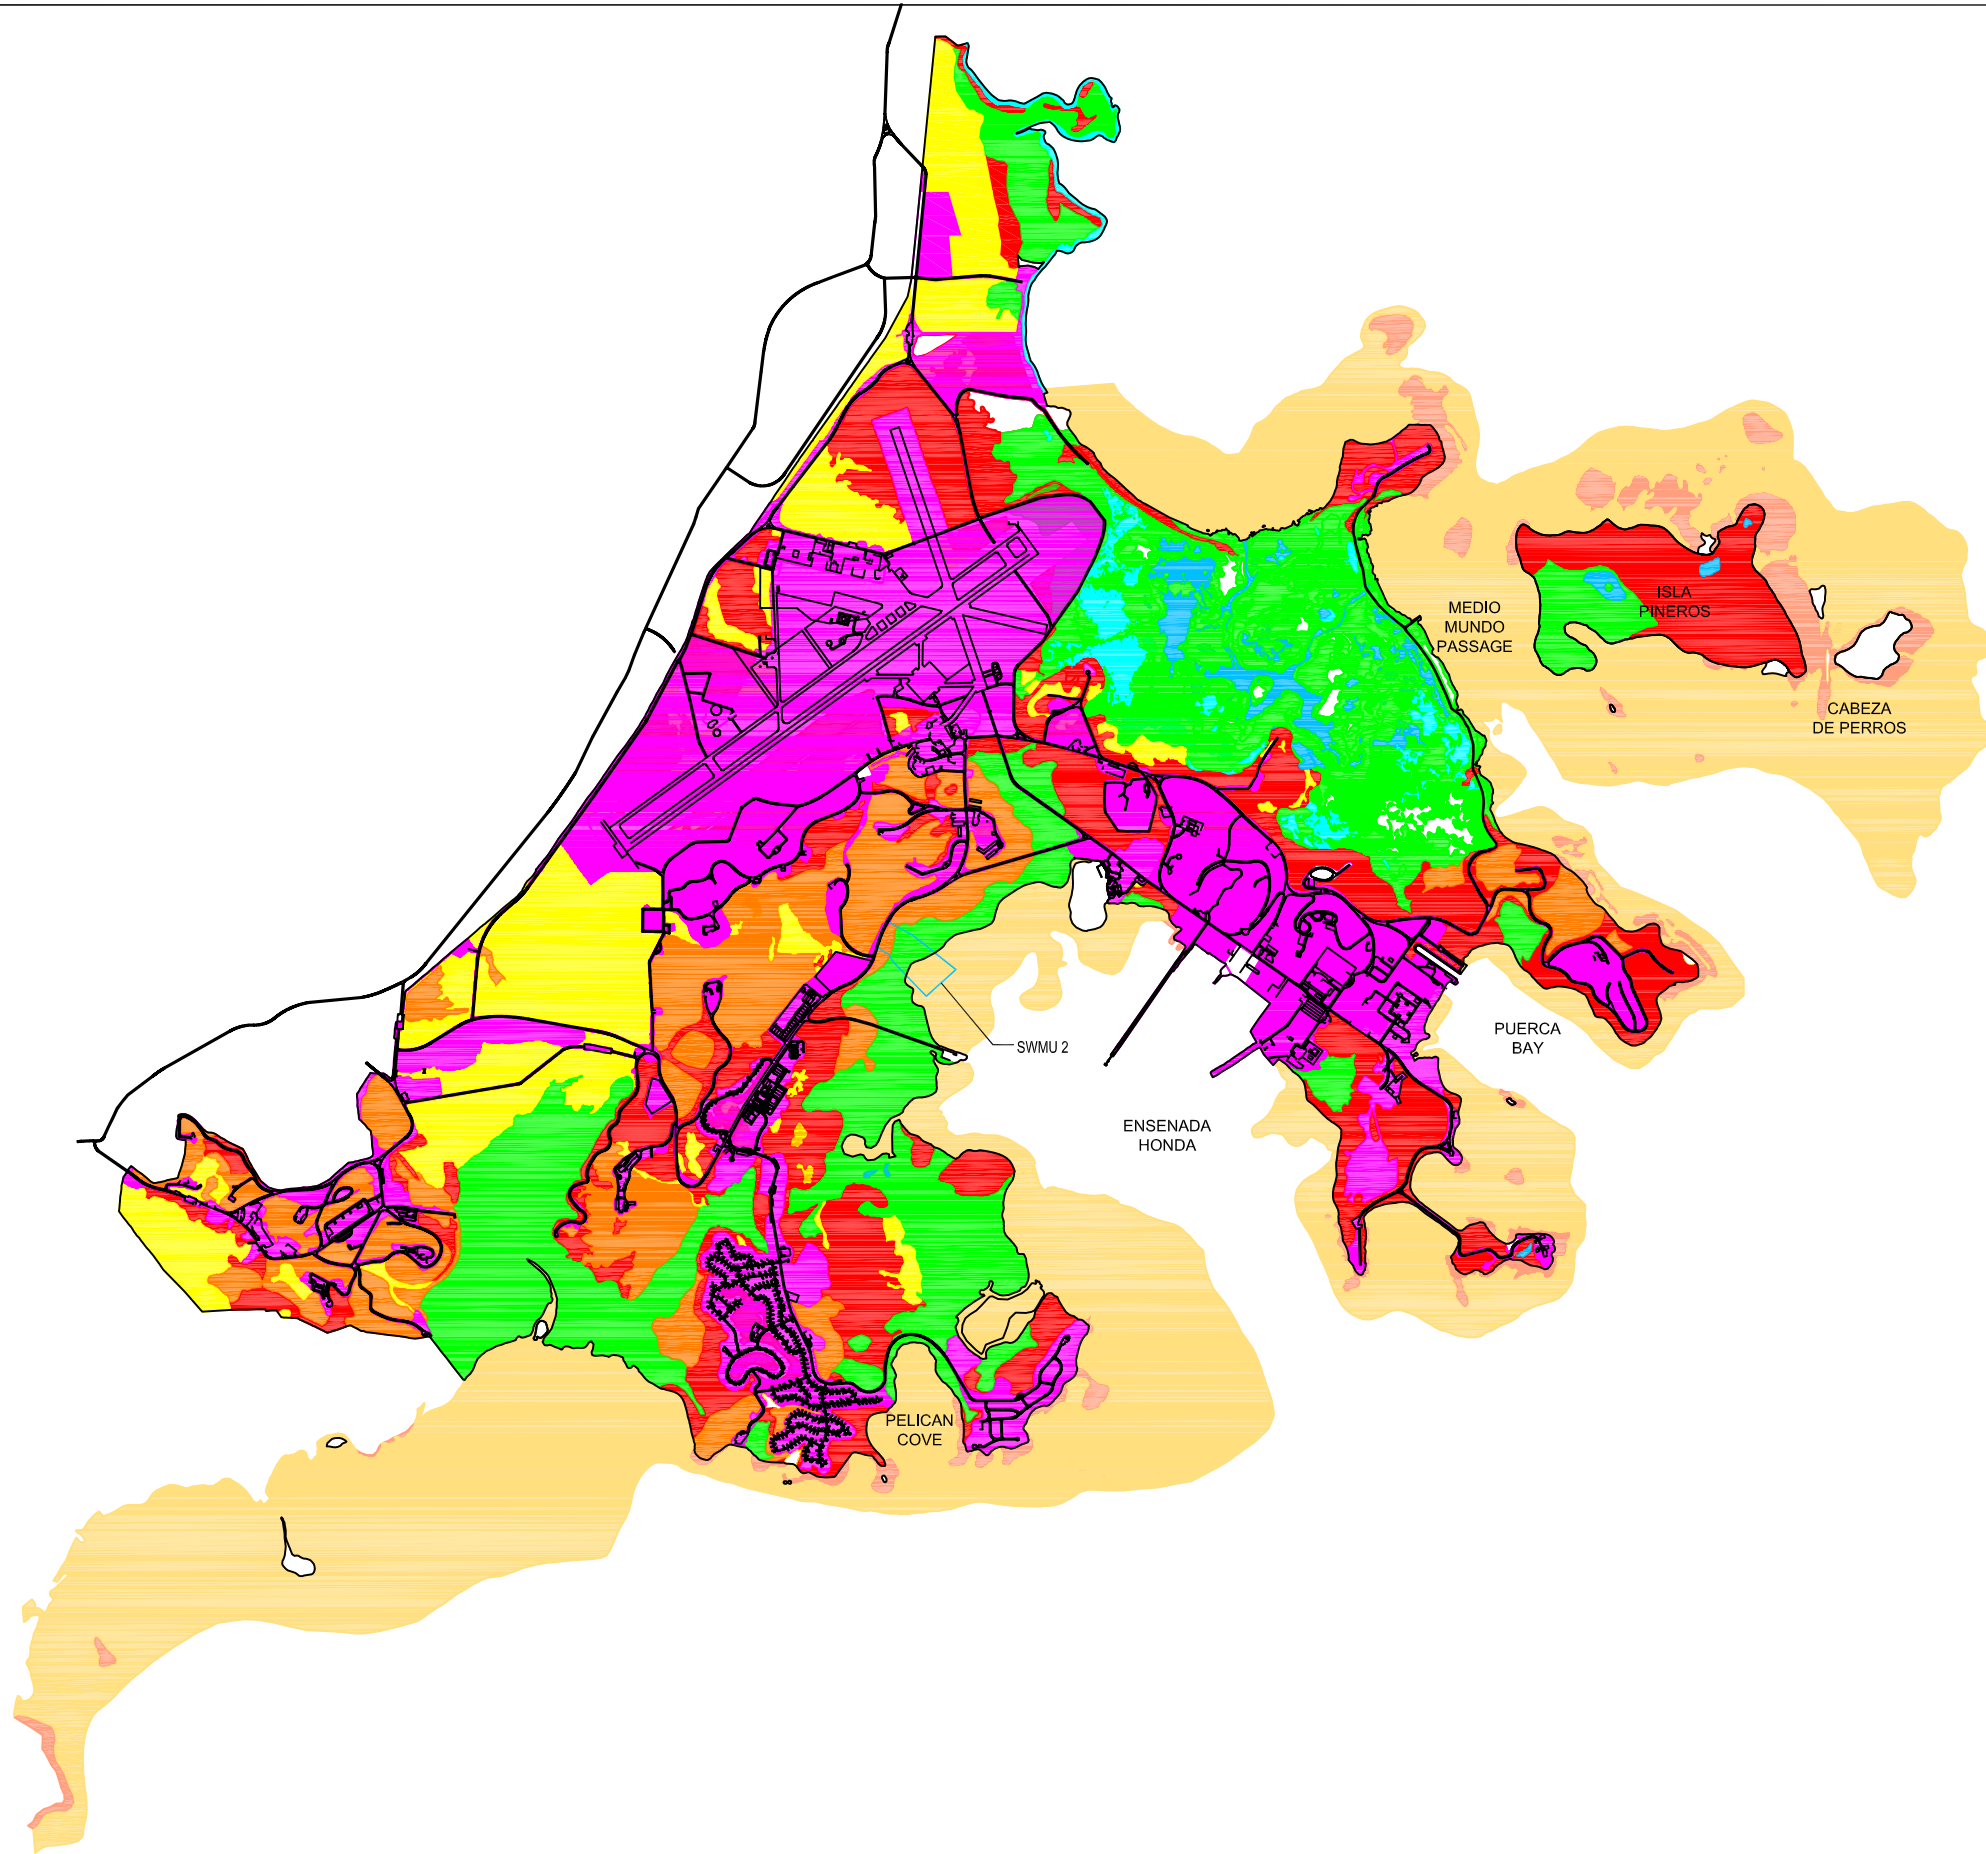 ISLA
PINEROS
MEDIO
MUNDO
PASSAGE
CABEZA
DE PERROS
SWMU 2
PUERCA
BAY
ENSENADA
HONDA
PELICAN
COVE